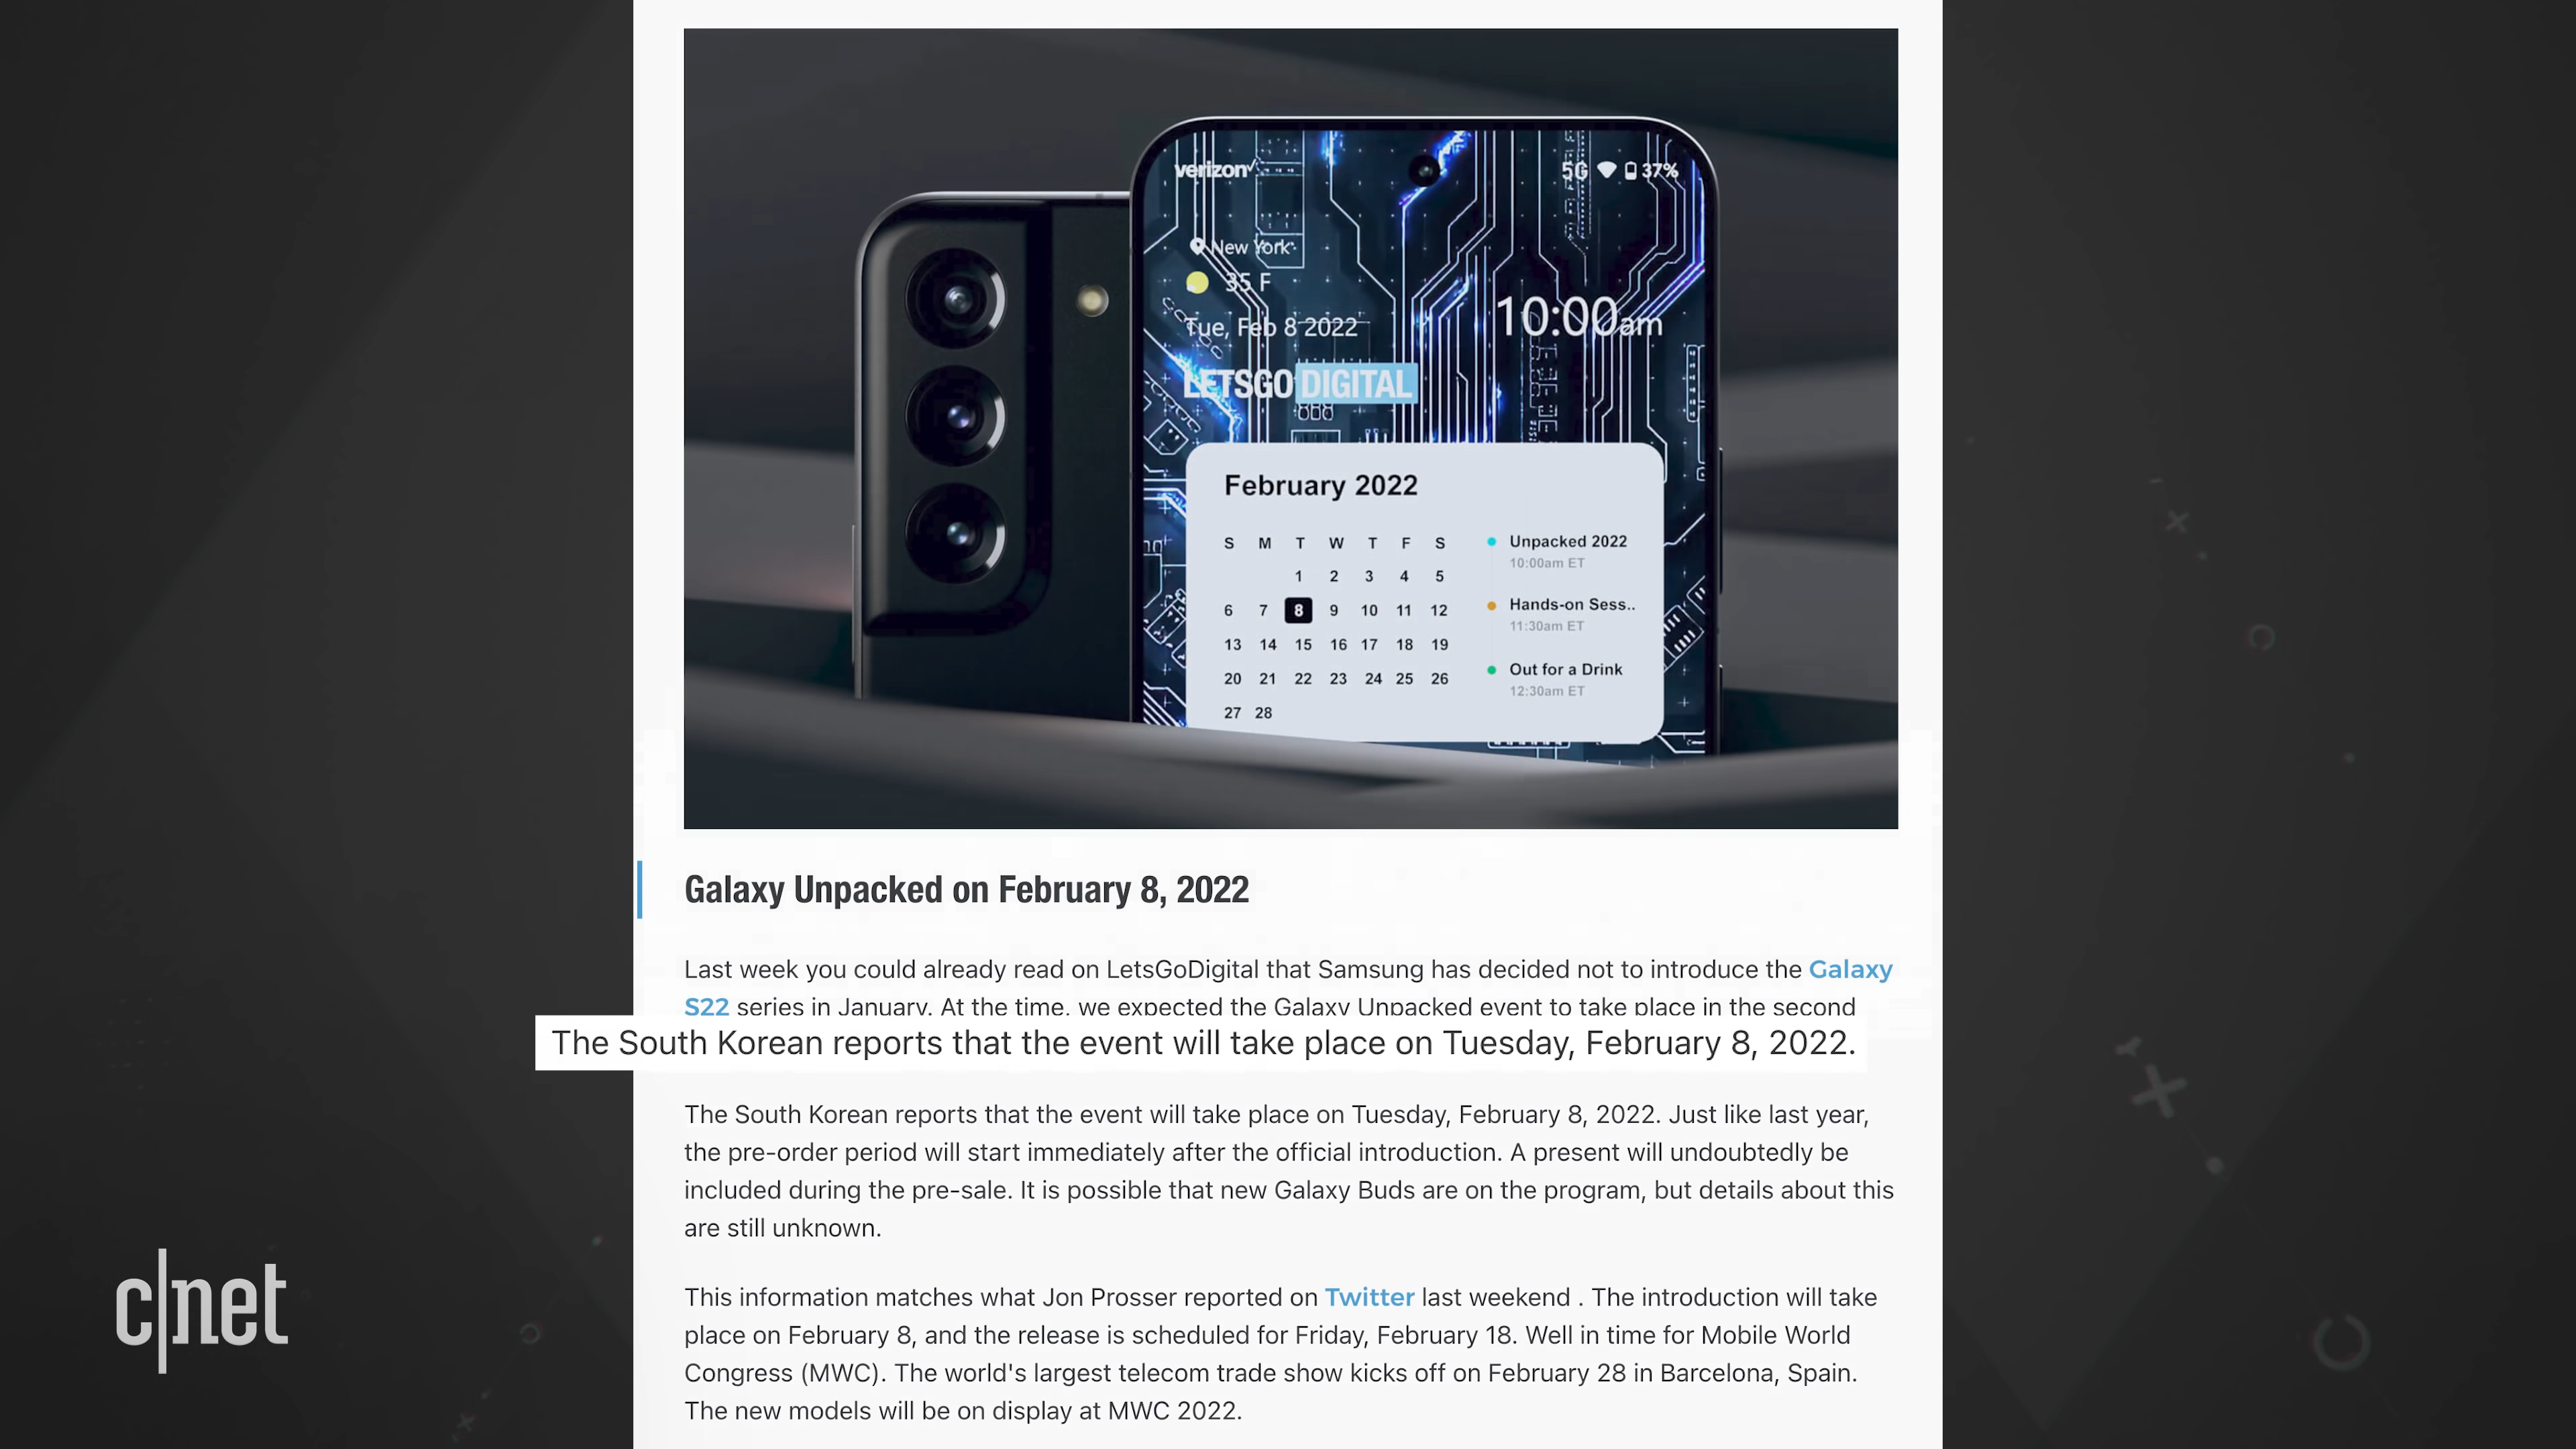 verizon✓
5G 37%
New York
35 F
Tue, Feb 8 2022
10:00am
LETSGO DIGITAL
February 2022
S M T W T F S
1 2 3 4 5
6 7 8 9 10 11 12
13 14 15 16 17 18 19
20 21 22 23 24 25 26
27 28
Unpacked 2022
10:00am ET
Hands-on Sess..
11:30am ET
Out for a Drink
12:30am ET
Galaxy Unpacked on February 8, 2022
Last week you could already read on LetsGoDigital that Samsung has decided not to introduce the Galaxy
S22 series in January. At the time, we expected the Galaxy Unpacked event to take place in the second
The South Korean reports that the event will take place on Tuesday, February 8, 2022.
The South Korean reports that the event will take place on Tuesday, February 8, 2022. Just like last year,
the pre-order period will start immediately after the official introduction. A present will undoubtedly be
included during the pre-sale. It is possible that new Galaxy Buds are on the program, but details about this
are still unknown.
This information matches what Jon Prosser reported on Twitter last weekend . The introduction will take
place on February 8, and the release is scheduled for Friday, February 18. Well in time for Mobile World
Congress (MWC). The world's largest telecom trade show kicks off on February 28 in Barcelona, Spain.
The new models will be on display at MWC 2022.
c|net